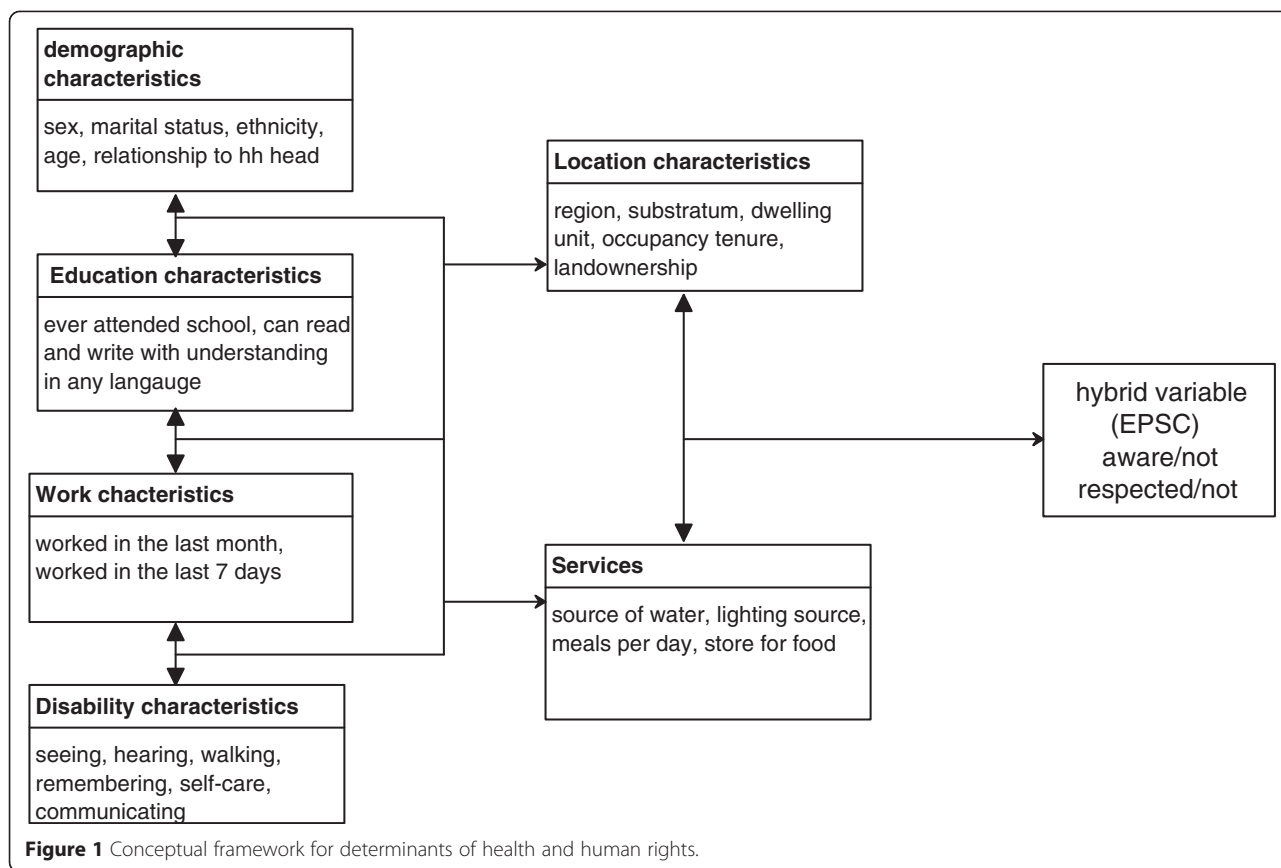 demographic
characteristics
sex, marital status, ethnicity,
age, relationship to hh head
Education characteristics
ever attended school, can read
and write with understanding
in any langauge
Work chacteristics
worked in the last month,
worked in the last 7 days
Disability characteristics
seeing, hearing, walking,
remembering, self-care,
communicating
Location characteristics
region, substratum, dwelling
unit, occupancy tenure,
landownership
Services
source of water, lighting source,
meals per day, store for food
hybrid variable
(EPSC)
aware/not
respected/not
Figure 1 Conceptual framework for determinants of health and human rights.